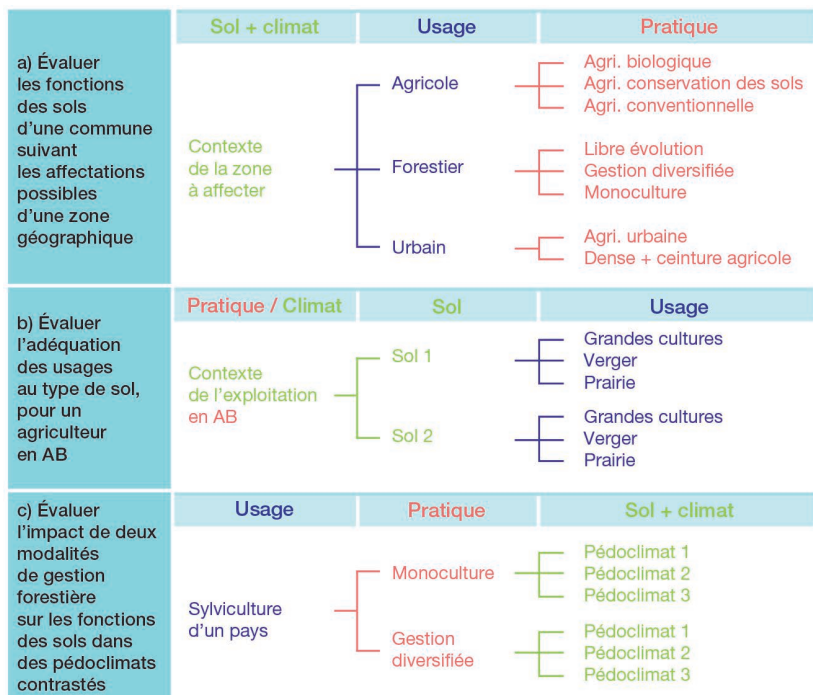 a) Évaluer
les fonctions
des sols
d'une commune
suivant
les affectations
possibles
d'une zone
géographique
Sol + climat
Usage
Pratique
Contexte
de la zone
à affecter
Agricole
Agri. biologique
Agri. conservation des sols
Agri. conventionnelle
Forestier
Libre évolution
Gestion diversifiée
Monoculture
Urbain
Agri. urbaine
Dense + ceinture agricole
b) Évaluer
l'adéquation
des usages
au type de sol,
pour un
agriculteur
en AB
Pratique / Climat
Sol
Usage
Contexte
de l'exploitation
en AB
Sol 1
Grandes cultures
Verger
Prairie
Sol 2
Grandes cultures
Verger
Prairie
c) Évaluer
l'impact de deux
modalités
de gestion
forestière
sur les fonctions
des sols dans
des pédoclimats
contrastés
Usage
Pratique
Sol + climat
Sylviculture
d'un pays
Monoculture
Pédoclimat 1
Pédoclimat 2
Pédoclimat 3
Gestion
diversifiée
Pédoclimat 1
Pédoclimat 2
Pédoclimat 3